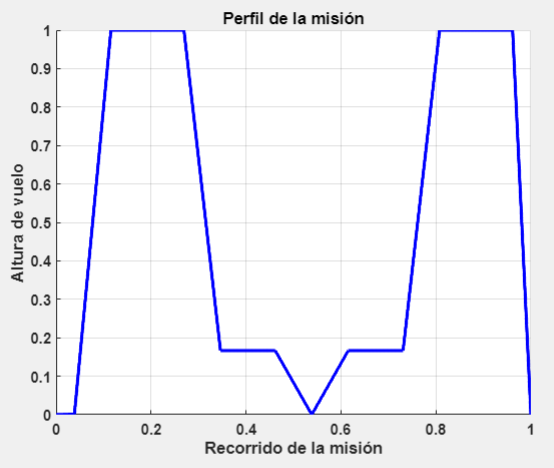 Perfil de la misión
1
0.9
0.8
0.7
0.6
0.5
0.4
0.3
0.2
0.1
0
Altura de vuelo
0 0.2 0.4 0.6 0.8 1
Recorrido de la misión